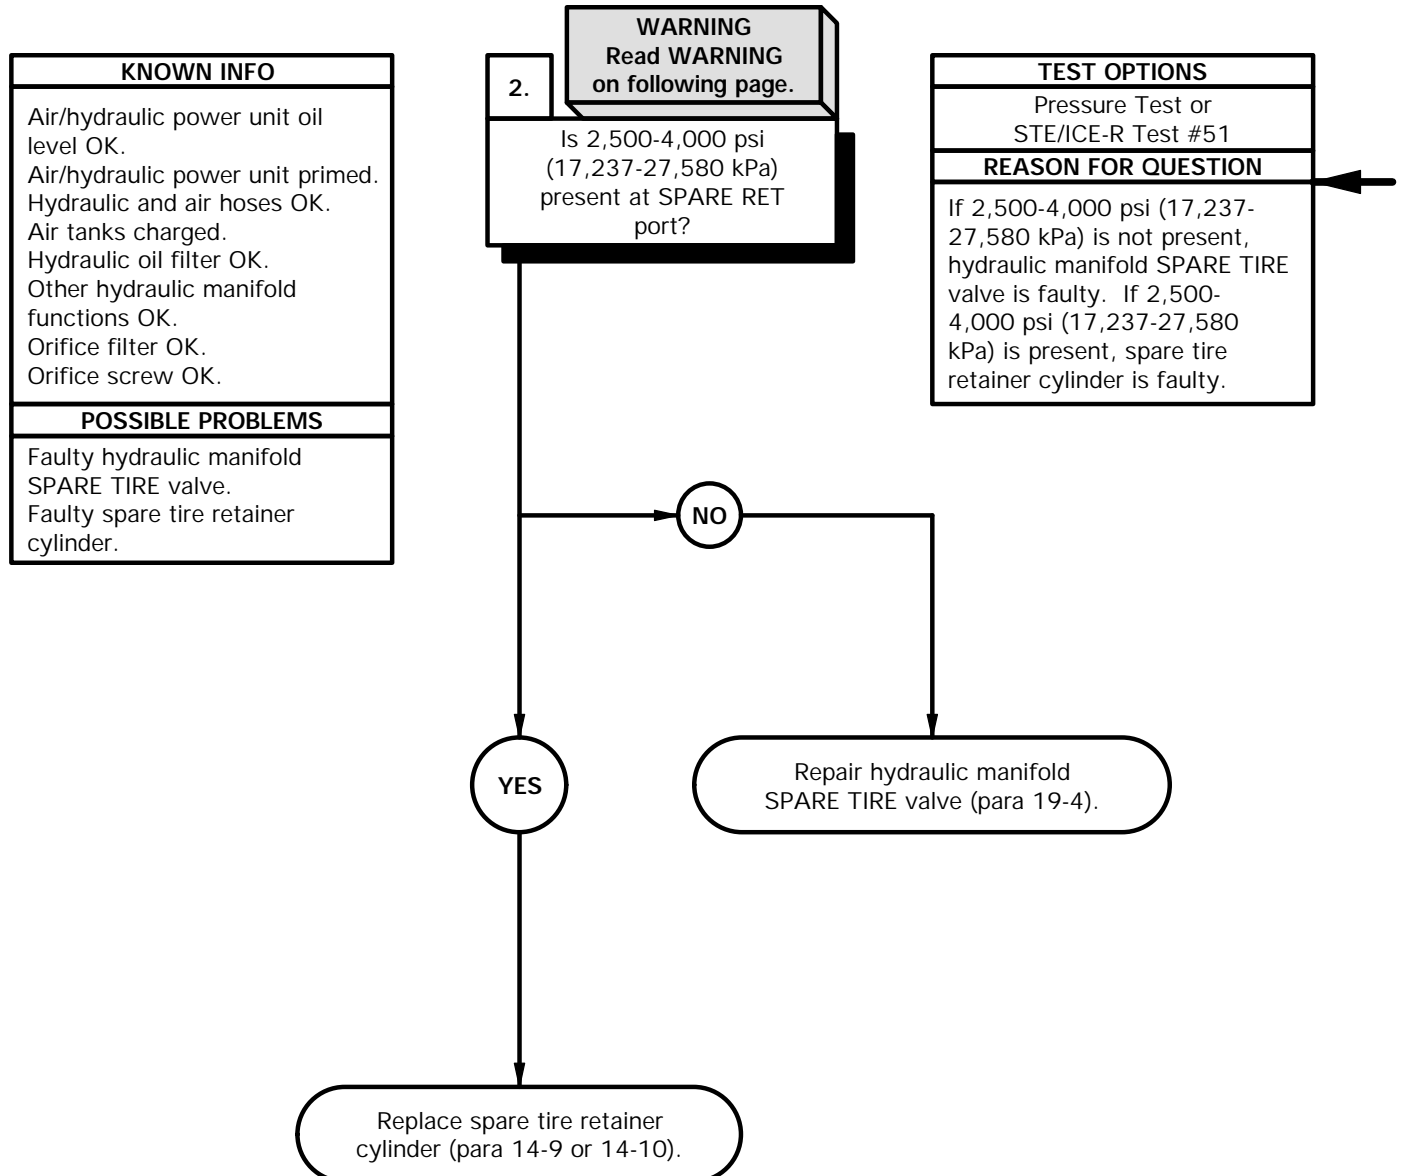 KNOWN INFO
Air/hydraulic power unit oil
level OK.
Air/hydraulic power unit primed.
Hydraulic and air hoses OK.
Air tanks charged.
Hydraulic oil filter OK.
Other hydraulic manifold
functions OK.
Orifice filter OK.
Orifice screw OK.
POSSIBLE PROBLEMS
Faulty hydraulic manifold
SPARE TIRE valve.
Faulty spare tire retainer
cylinder.
WARNING
Read WARNING
on following page.
2.
Is 2,500-4,000 psi
(17,237-27,580 kPa)
present at SPARE RET
port?
TEST OPTIONS
Pressure Test or
STE/ICE-R Test #51
REASON FOR QUESTION
If 2,500-4,000 psi (17,237-
27,580 kPa) is not present,
hydraulic manifold SPARE TIRE
valve is faulty.  If 2,500-
4,000 psi (17,237-27,580
kPa) is present, spare tire
retainer cylinder is faulty.
NO
YES
Repair hydraulic manifold
SPARE TIRE valve (para 19-4).
Replace spare tire retainer
cylinder (para 14-9 or 14-10).